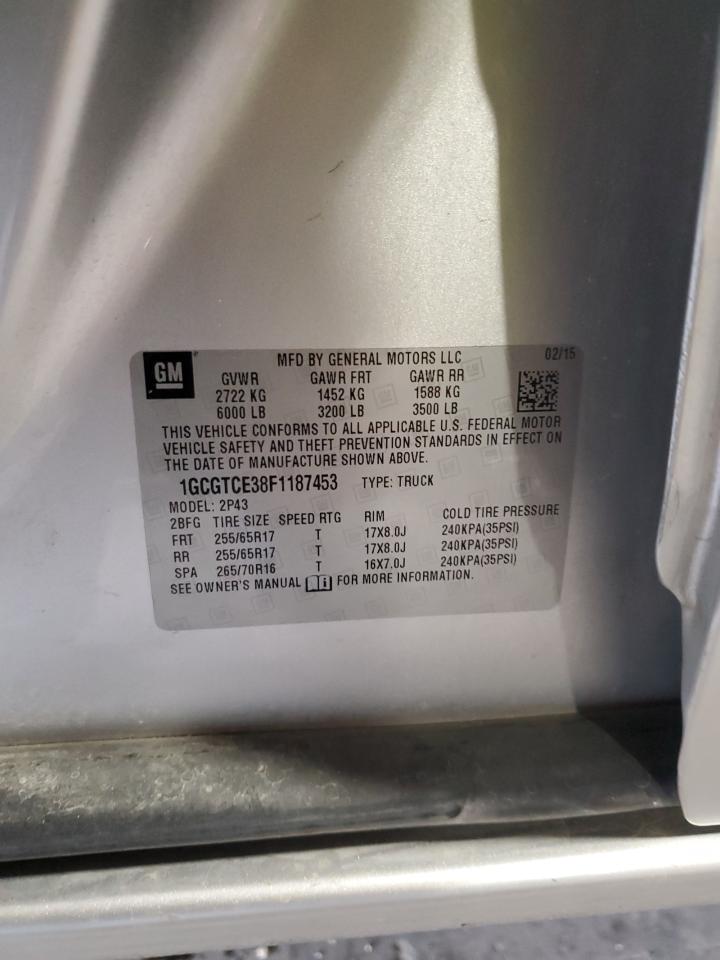 GM
MFD BY GENERAL MOTORS LLC 02/15
GVWR GAWR FRT GAWR RR
2722 KG 1452 KG 1588 KG
6000 LB 3200 LB 3500 LB
THIS VEHICLE CONFORMS TO ALL APPLICABLE U.S. FEDERAL MOTOR
VEHICLE SAFETY AND THEFT PREVENTION STANDARDS IN EFFECT ON
THE DATE OF MANUFACTURE SHOWN ABOVE.
1GCGTCE38F1187453 TYPE: TRUCK
MODEL: 2P43
2BFG TIRE SIZE SPEED RTG RIM COLD TIRE PRESSURE
FRT 255/65R17 T 17X8.0J 240KPA(35PSI)
RR 255/65R17 T 17X8.0J 240KPA(35PSI)
SPA 265/70R16 T 16X7.0J 240KPA(35PSI)
SEE OWNER'S MANUAL FOR MORE INFORMATION.